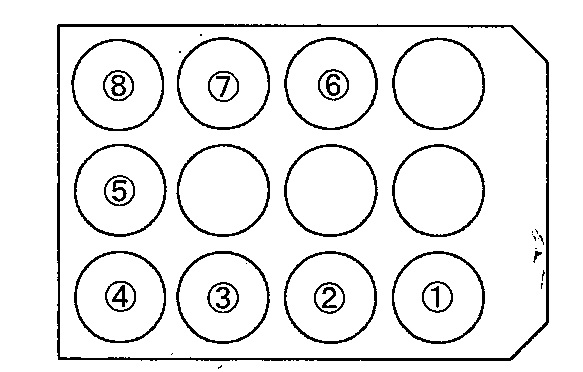 ⑧ ⑦ ⑥
⑤
④ ③ ② ①